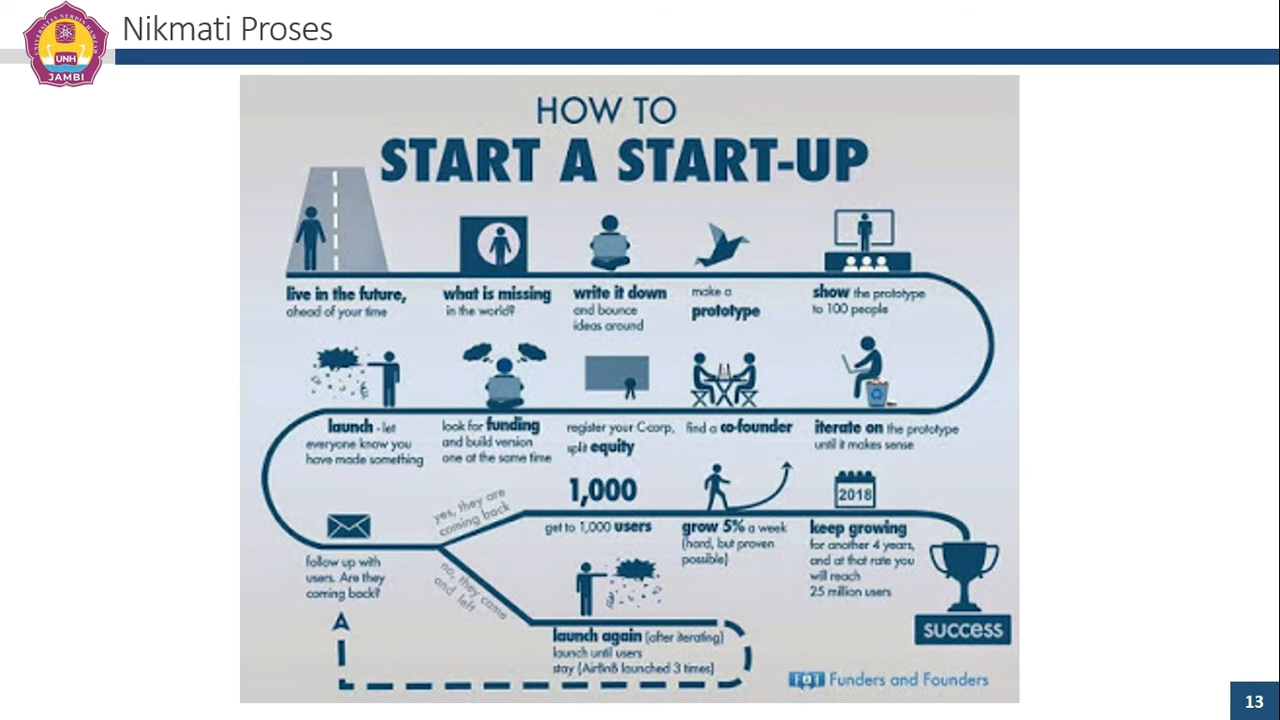 Nikmati Proses
UNIVERSITAS NURDIN HAMZAH
UNH
JAMBI
HOW TO
START A START-UP
live in the future,
ahead of your time
what is missing
in the world?
write it down
and bounce
ideas around
make a
prototype
show the prototype
to 100 people
launch - let
everyone know you
have made something
look for funding
and build version
one at the same time
register your C-corp,
split equity
find a co-founder
iterate on the prototype
until it makes sense
follow up with
users. Are they
coming back?
yes, they are
coming back
no, they came
and left
1,000
get to 1,000 users
grow 5% a week
(hard, but proven
possible)
2018
keep growing
for another 4 years,
and at that rate you
will reach
25 million users
launch again (after iterating)
launch until users
stay (AirBnB launched 3 times)
SUCCESS
Funders and Founders
13